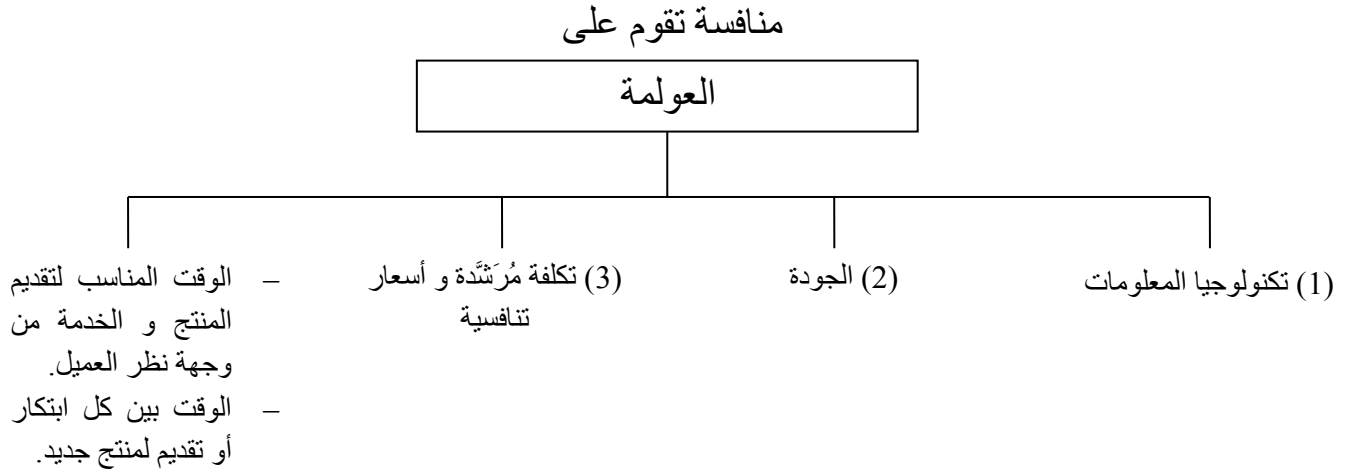 منافسة تقوم على
العولمة
(1) تكنولوجيا المعلومات
(2) الجودة
(3) تكلفة مُرَشَّدة و أسعار
تنافسية
– الوقت المناسب لتقديم
المنتج و الخدمة من
وجهة نظر العميل.
– الوقت بين كل ابتكار
أو تقديم لمنتج جديد.